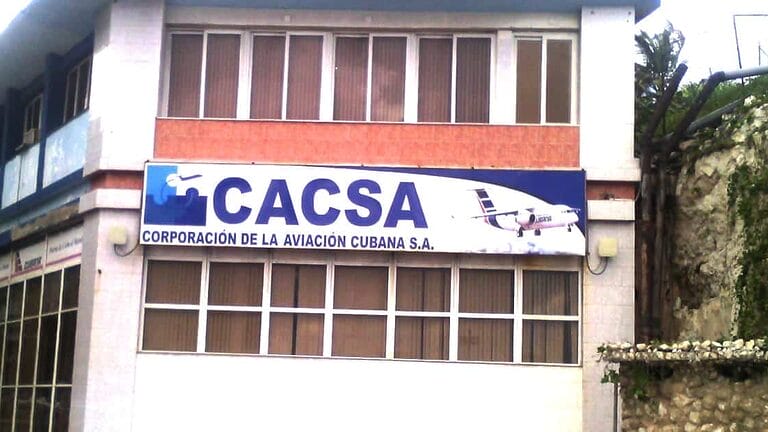 CACSA
CORPORACIÓN DE LA AVIACIÓN CUBANA S.A.